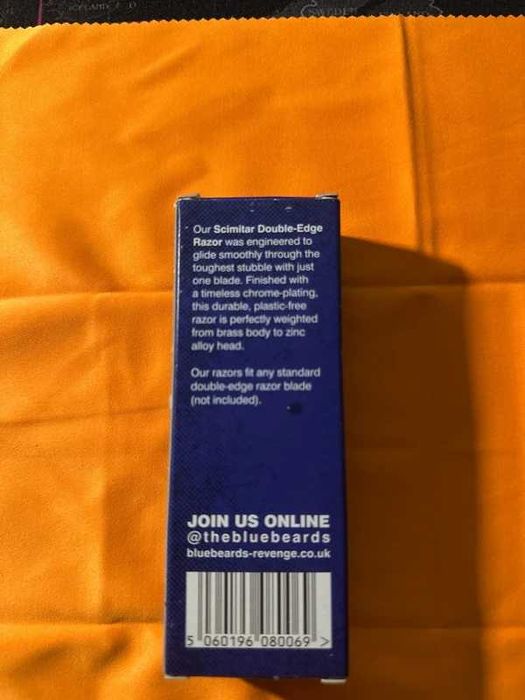 SWEDEN
Our Scimitar Double-Edge
Razor was engineered to
glide smoothly through the
toughest stubble with just
one blade. Finished with
a timeless chrome-plating,
this durable, plastic-free
razor is perfectly weighted
from brass body to zinc
alloy head.
Our razors fit any standard
double-edge razor blade
(not included).
JOIN US ONLINE
@thebluebeards
bluebeards-revenge.co.uk
5 060196 080069 >